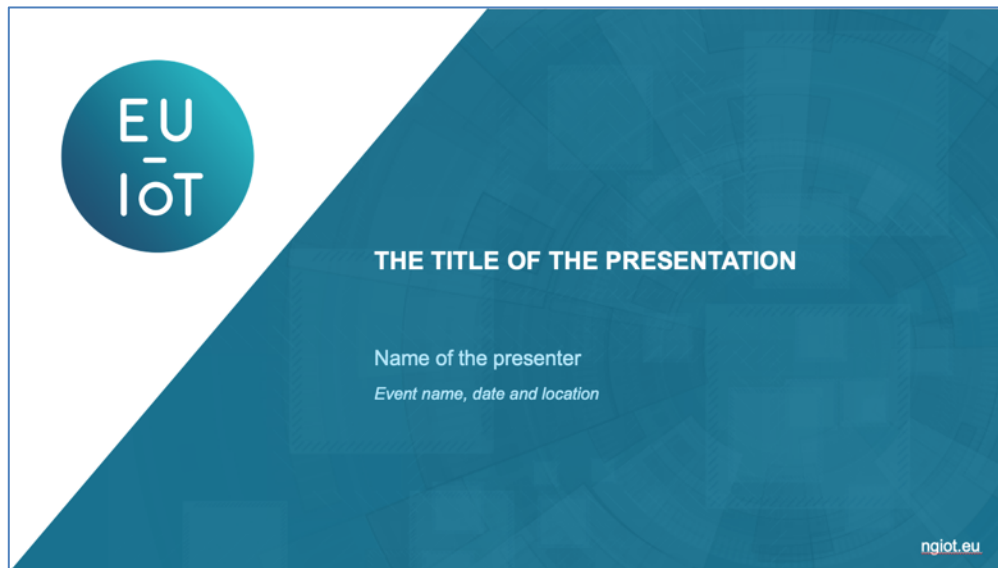 EU
–
IoT
THE TITLE OF THE PRESENTATION
Name of the presenter
Event name, date and location
ngiot.eu